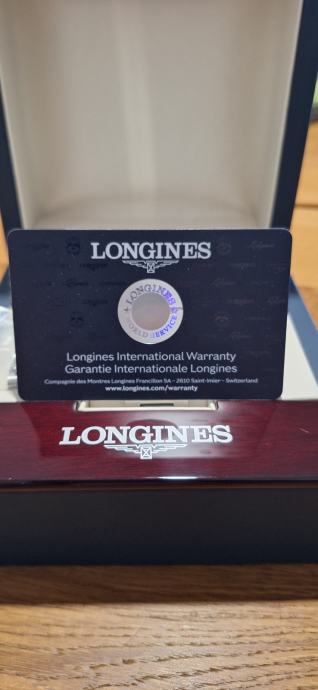 LONGINES
LONGINES
WORLD SERVICE
Longines International Warranty
Garantie Internationale Longines
Compagnie des Montres Longines Francillon SA – 2610 Saint-Imier – Switzerland
www.longines.com/warranty
LONGINES